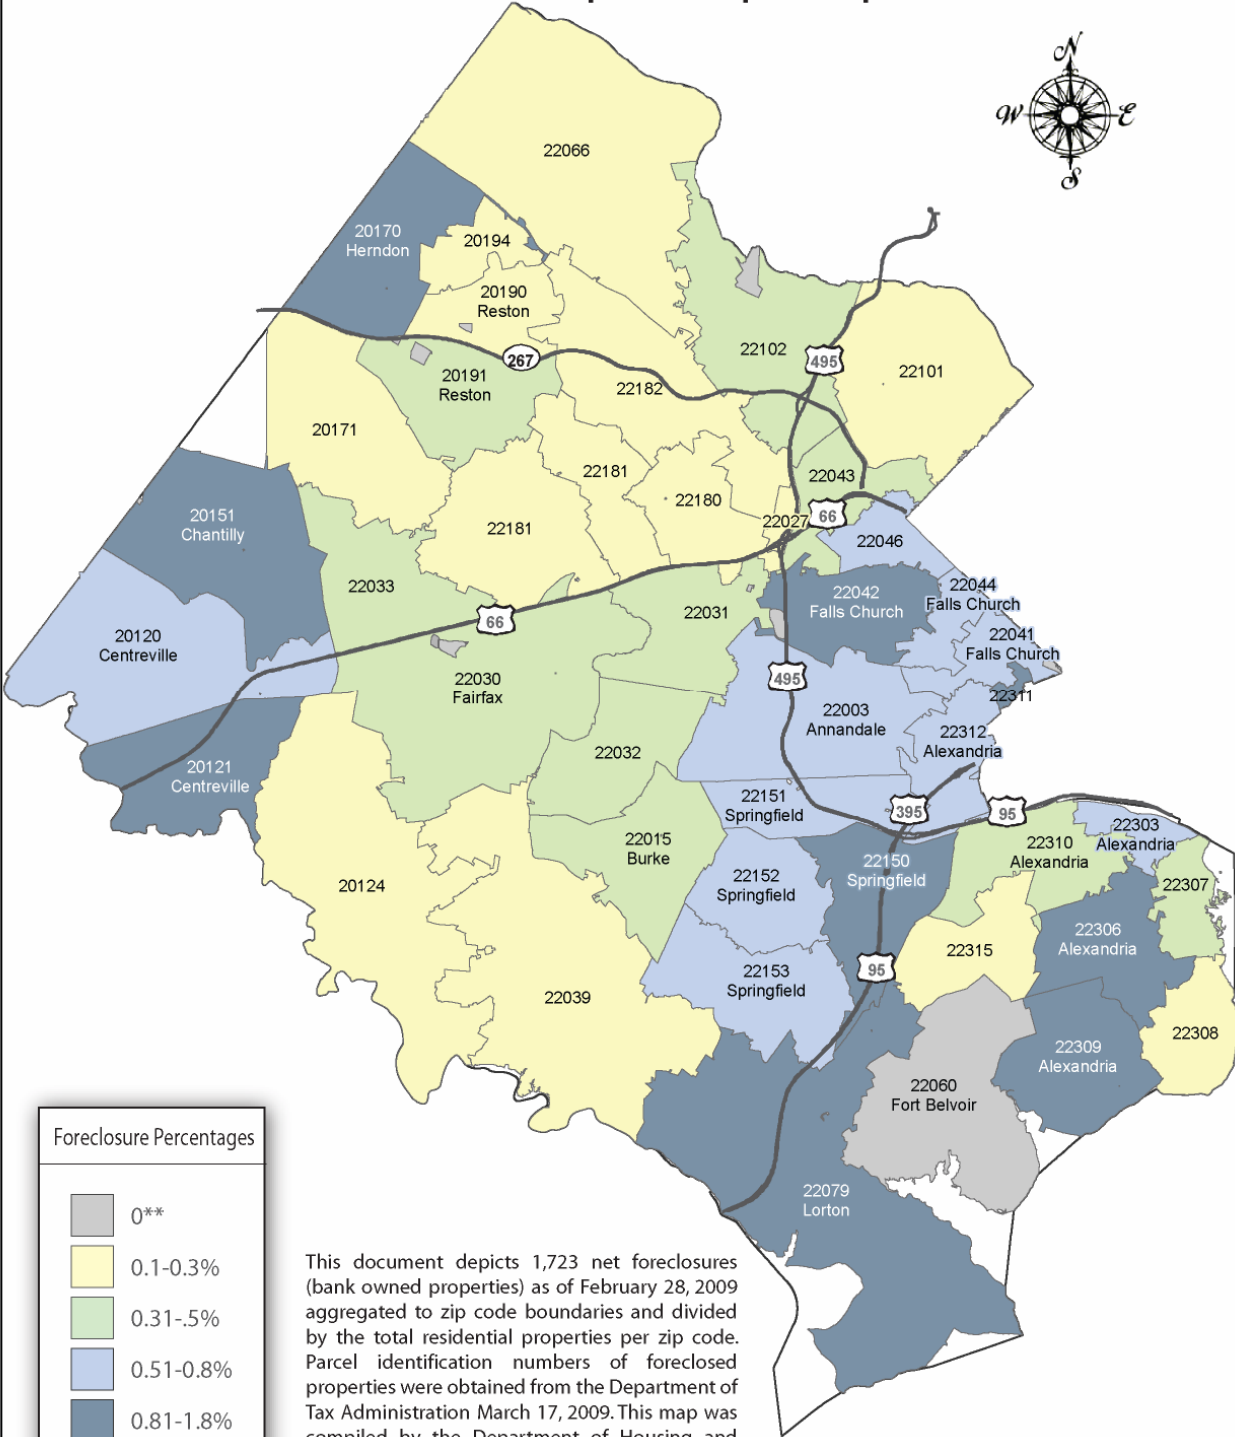 N
W
E
S
22066
20170
Herndon
20194
20190
Reston
267
20191
Reston
22182
22102
495
22101
20171
22181
22180
22043
22027
66
22046
20151
Chantilly
22181
22033
22031
22042
Falls Church
22044
Falls Church
22041
Falls Church
20120
Centreville
66
22030
Fairfax
495
22003
Annandale
22311
22312
Alexandria
22032
20121
Centreville
22151
Springfield
395
95
22303
Alexandria
22310
Alexandria
22015
Burke
22150
Springfield
22152
Springfield
22307
20124
22306
Alexandria
22315
95
22153
Springfield
22039
22308
22309
Alexandria
22060
Fort Belvoir
22079
Lorton
Foreclosure Percentages
0**
0.1-0.3%
0.31-.5%
0.51-0.8%
0.81-1.8%
This document depicts 1,723 net foreclosures
(bank owned properties) as of February 28, 2009
aggregated to zip code boundaries and divided
by the total residential properties per zip code.
Parcel identification numbers of foreclosed
properties were obtained from the Department of
Tax Administration March 17, 2009. This map was
compiled by the Department of Housing and